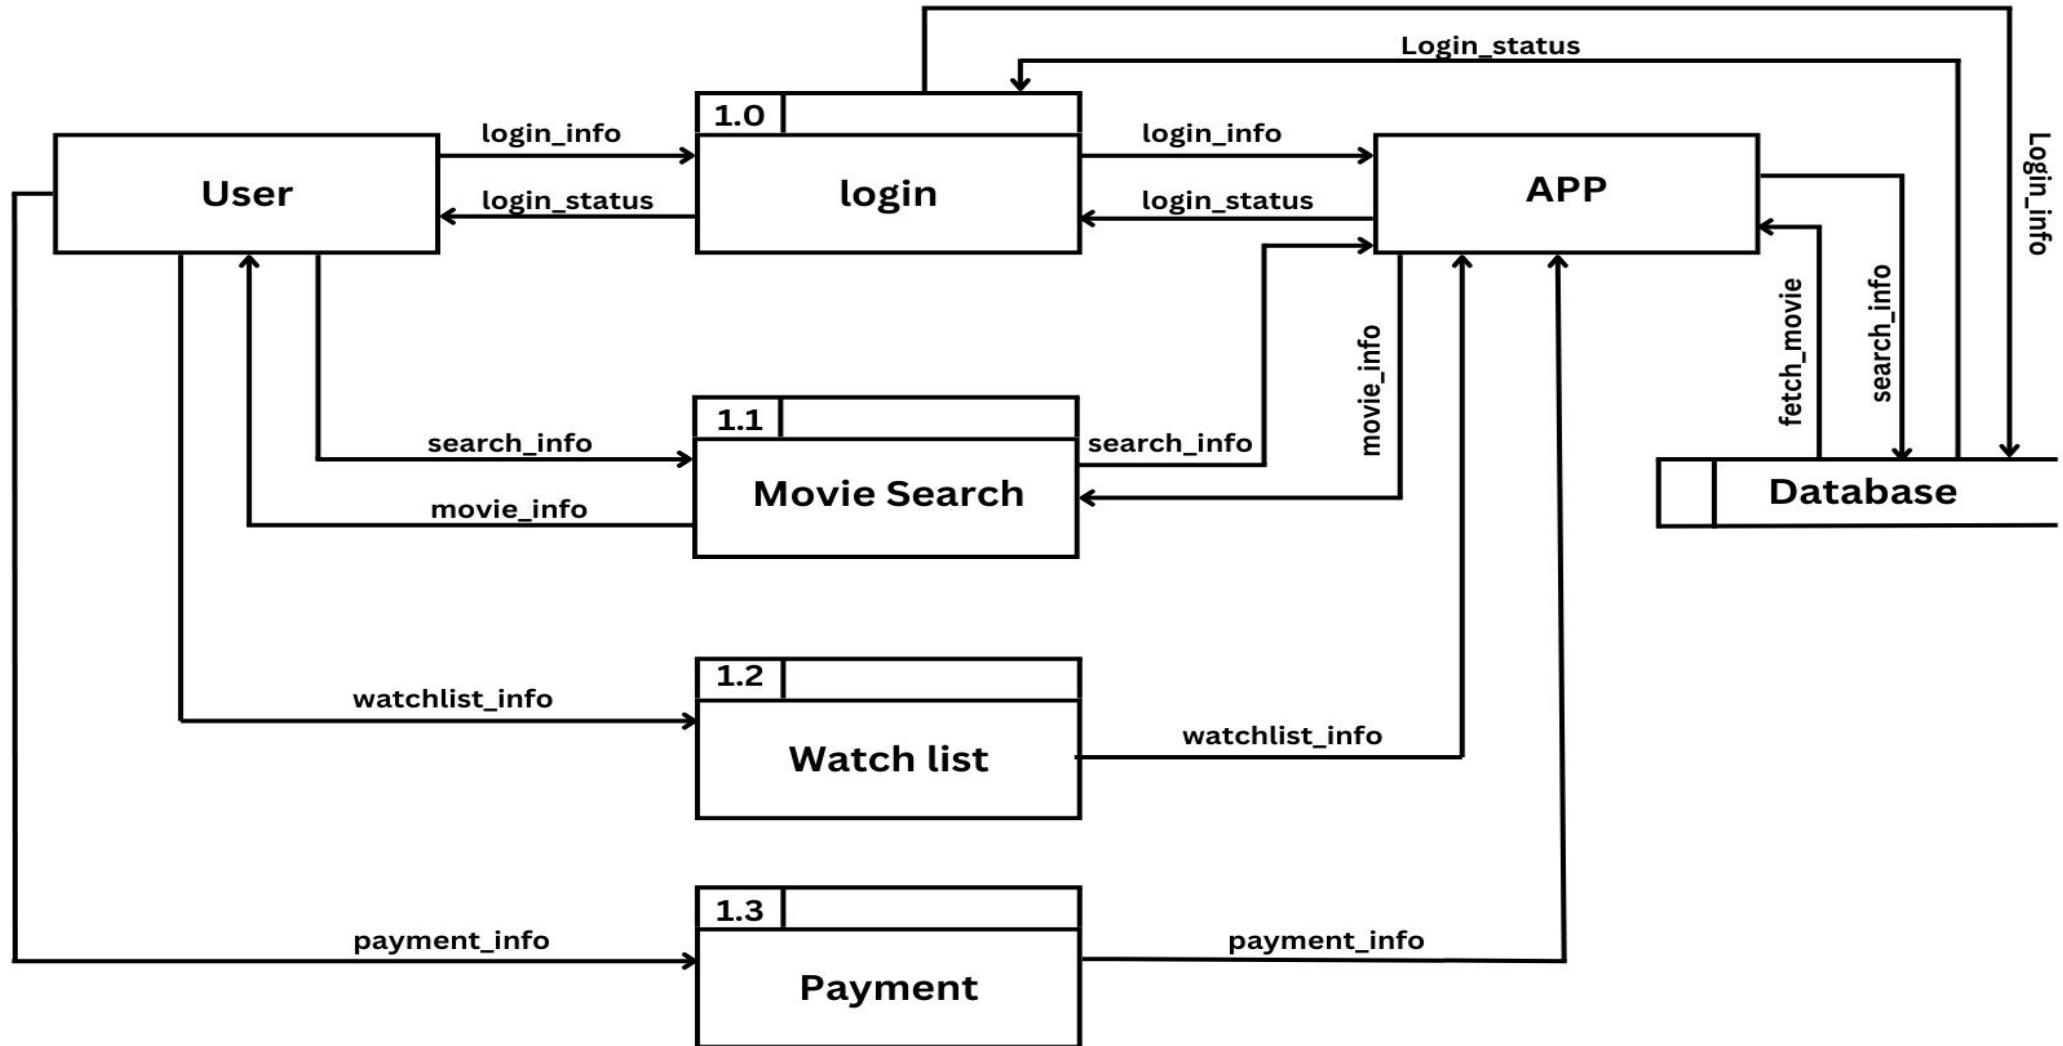 Login_status
1.0
login_info
login_info
Login_info
User
login
APP
login_status
login_status
fetch_movie
search_info
movie_info
1.1
search_info
search_info
Movie Search
Database
movie_info
1.2
watchlist_info
watchlist_info
Watch list
1.3
payment_info
payment_info
Payment